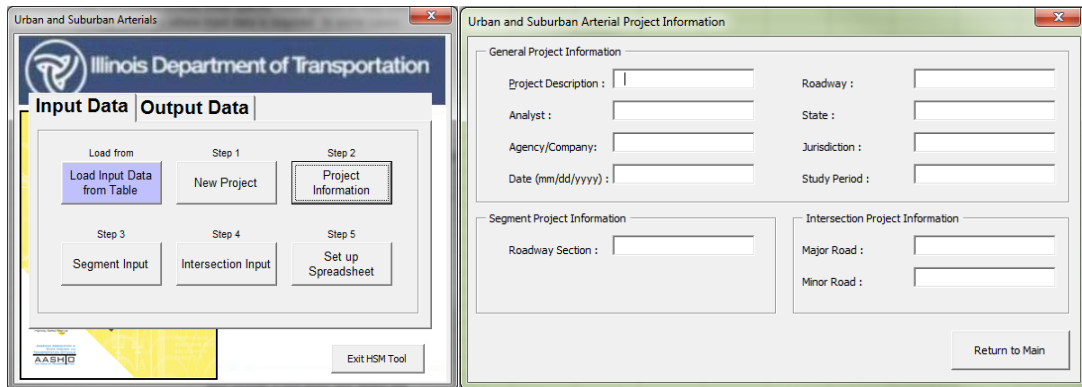 Urban and Suburban Arterials
Illinois Department of Transportation
Input Data
Output Data
Load from
Step 1
Step 2
Load Input Data
from Table
New Project
Project
Information
Step 3
Step 4
Step 5
Segment Input
Intersection Input
Set up
Spreadsheet
AASHTO
Exit HSM Tool
Urban and Suburban Arterial Project Information
General Project Information
Project Description :
Roadway :
Analyst :
State :
Agency/Company:
Jurisdiction :
Date (mm/dd/yyyy) :
Study Period :
Segment Project Information
Roadway Section :
Intersection Project Information
Major Road :
Minor Road :
Return to Main